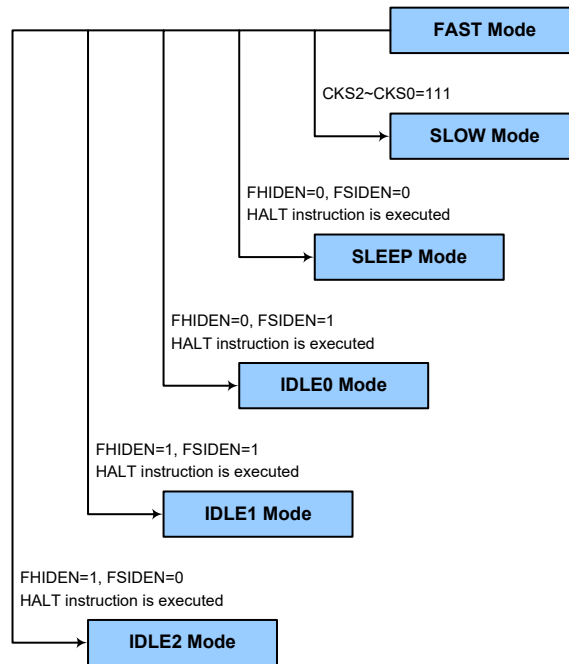 FAST Mode
CKS2~CKS0=111
SLOW Mode
FHIDEN=0, FSIDEN=0
HALT instruction is executed
SLEEP Mode
FHIDEN=0, FSIDEN=1
HALT instruction is executed
IDLE0 Mode
FHIDEN=1, FSIDEN=1
HALT instruction is executed
IDLE1 Mode
FHIDEN=1, FSIDEN=0
HALT instruction is executed
IDLE2 Mode